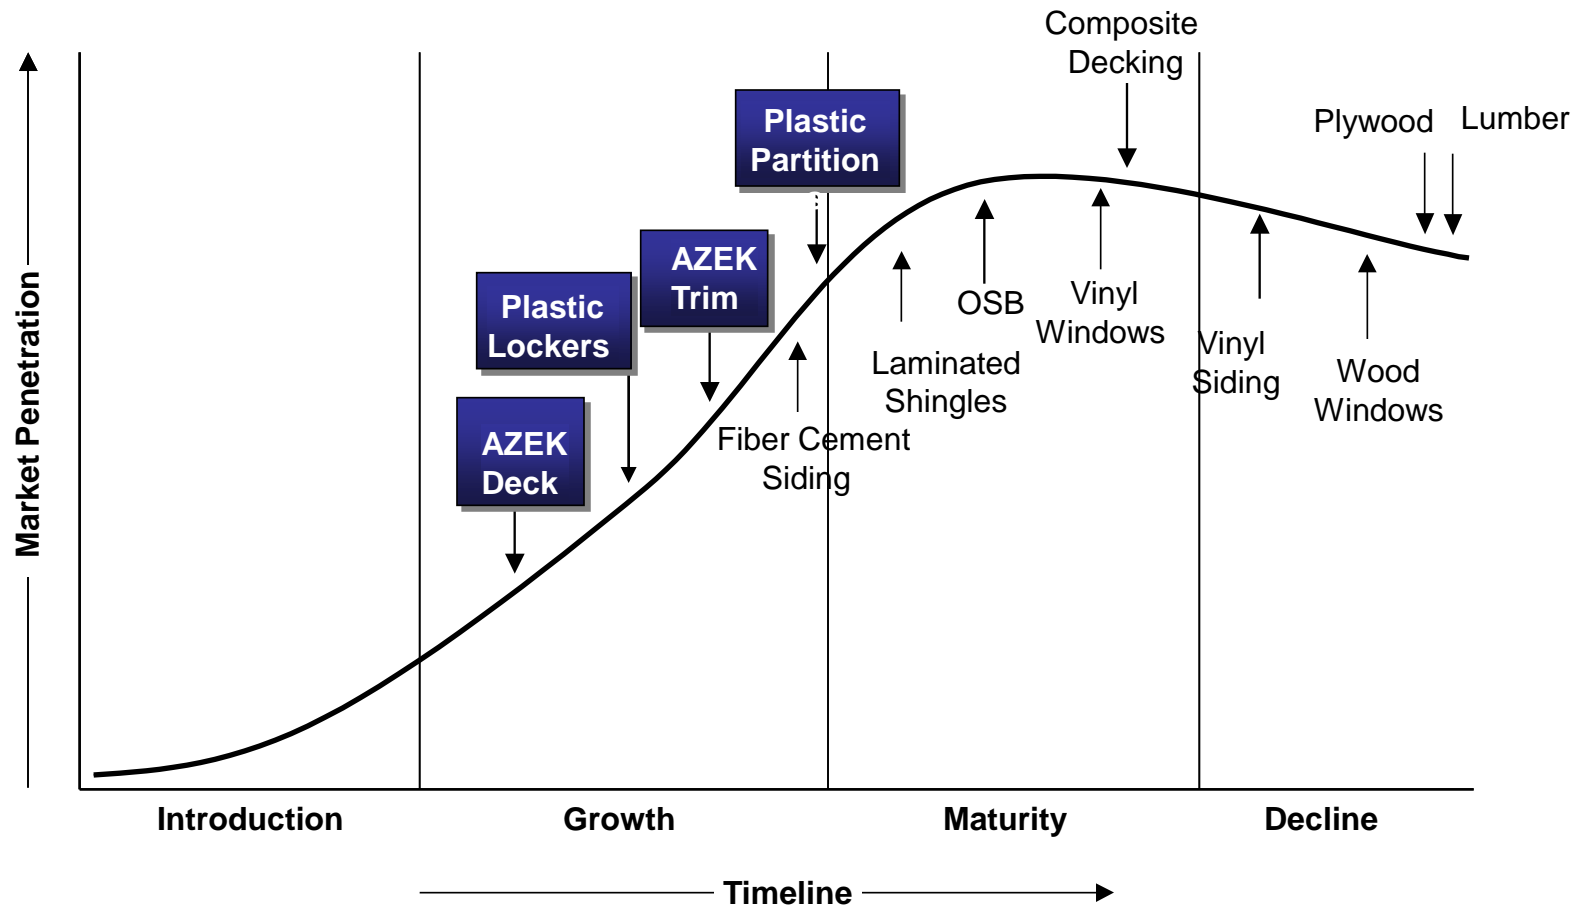 Composite
Decking
Plastic
Partition
Plywood
Lumber
AZEK
Trim
Plastic
Lockers
AZEK
Deck
OSB
Vinyl
Windows
Laminated
Shingles
Vinyl
Siding
Wood
Windows
Fiber Cement
Siding
Market Penetration
Introduction
Growth
Maturity
Decline
Timeline